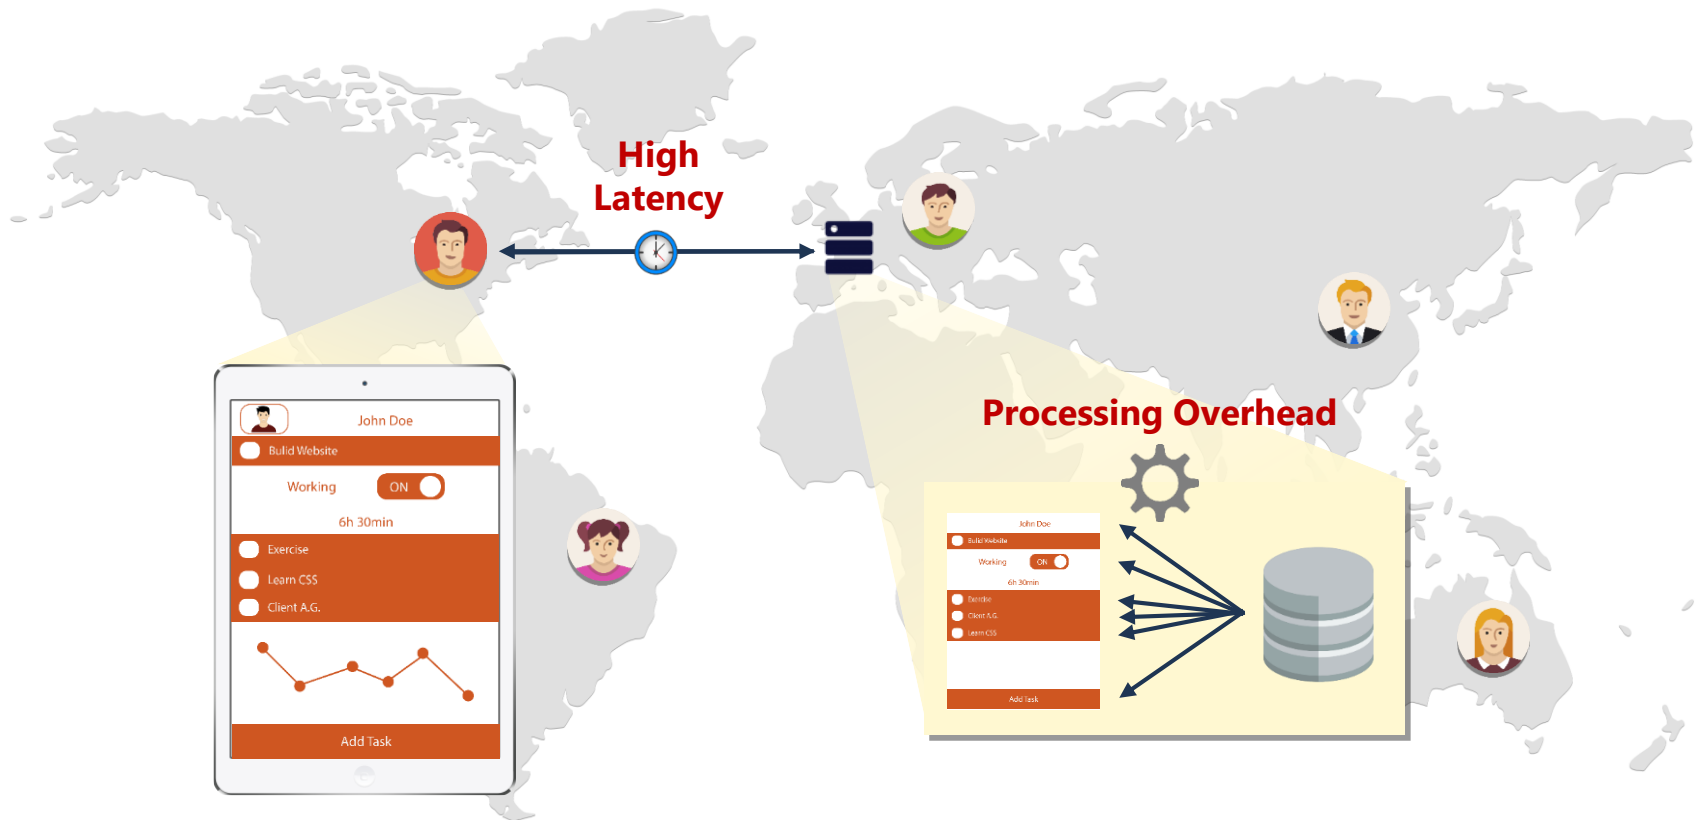 High
Latency
John Doe
Bulid Website
Working
ON
6h 30min
Exercise
Learn CSS
Client A.G.
Add Task
Processing Overhead
John Doe
Bulid Website
Working
ON
6h 30min
Exercise
Client A.G.
Learn CSS
Add Task